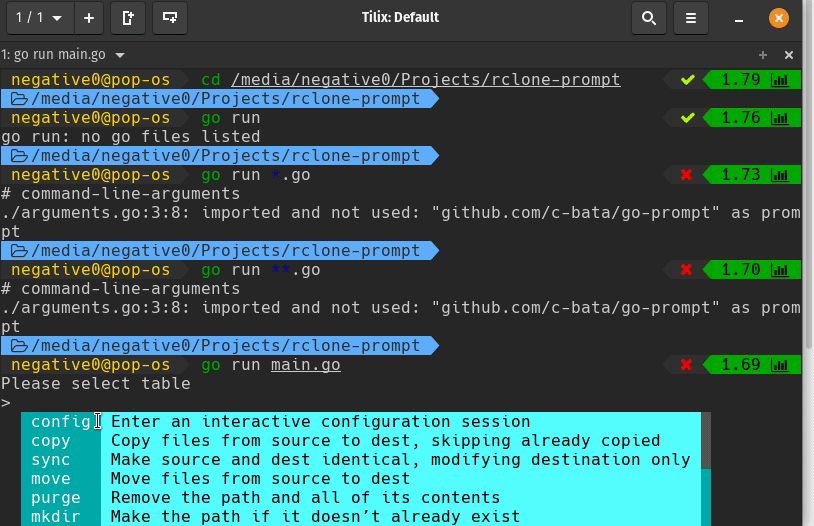 1 / 1
Tilix: Default
1: go run main.go
negative0@pop-os cd /media/negative0/Projects/rclone-prompt 1.79
/media/negative0/Projects/rclone-prompt
negative0@pop-os go run 1.76
go run: no go files listed
/media/negative0/Projects/rclone-prompt
negative0@pop-os go run *.go 1.73
# command-line-arguments
./arguments.go:3:8: imported and not used: "github.com/c-bata/go-prompt" as prom
pt
/media/negative0/Projects/rclone-prompt
negative0@pop-os go run **.go 1.70
# command-line-arguments
./arguments.go:3:8: imported and not used: "github.com/c-bata/go-prompt" as prom
pt
/media/negative0/Projects/rclone-prompt
negative0@pop-os go run main.go 1.69
Please select table
>
config Enter an interactive configuration session
copy Copy files from source to dest, skipping already copied
sync Make source and dest identical, modifying destination only
move Move files from source to dest
purge Remove the path and all of its contents
mkdir Make the path if it doesn’t already exist